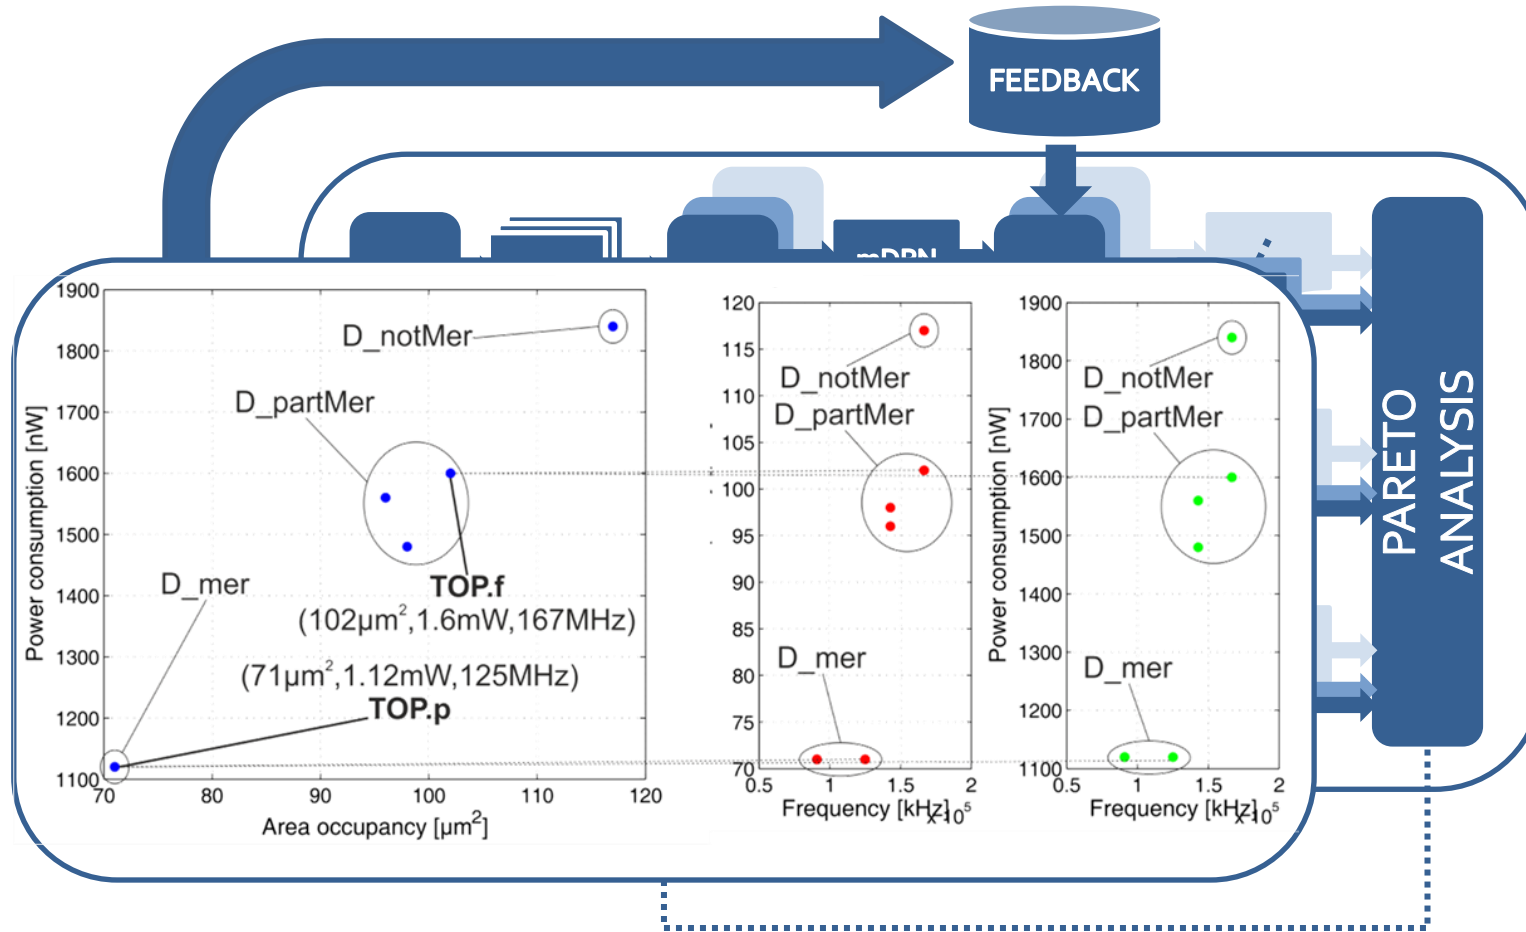 FEEDBACK
mDPN
PARETO
ANALYSIS
1900
1800
1700
1600
1500
1400
1300
1200
1100
70
80
90
100
110
120
Power consumption [nW]
Area occupancy [µm²]
D_notMer
D_partMer
D_mer
TOP.f
(102µm²,1.6mW,167MHz)
(71µm²,1.12mW,125MHz)
TOP.p
120
115
110
105
100
95
90
85
80
75
70
0.5
1
1.5
2
Frequency [kHz]
x 10⁵
D_notMer
D_partMer
D_mer
1900
1800
1700
1600
1500
1400
1300
1200
1100
0.5
1
1.5
2
Power consumption [nW]
Frequency [kHz]
x 10⁵
D_notMer
D_partMer
D_mer